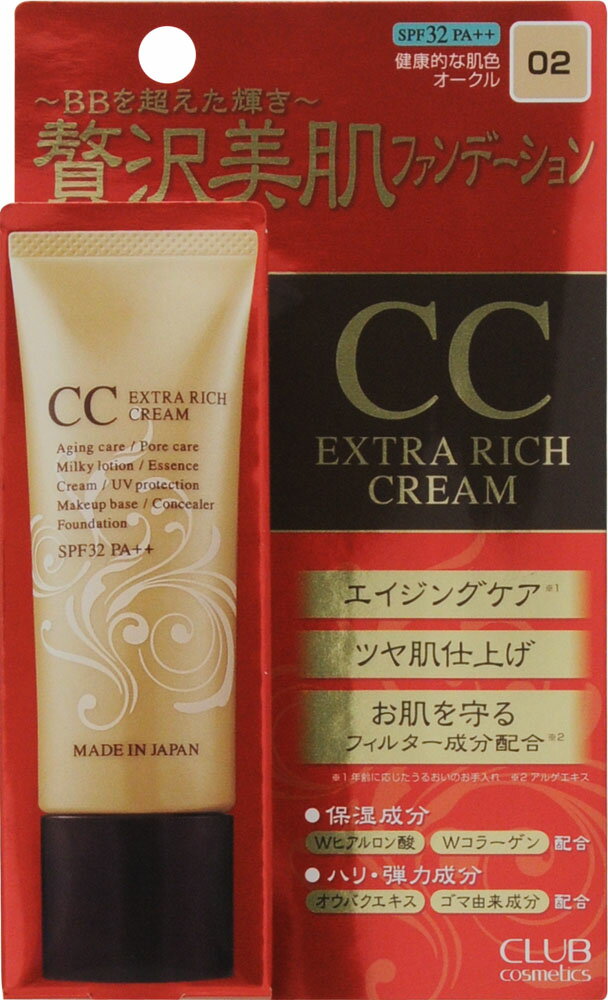 SPF32 PA++
健康的な肌色
オークル
02
～BBを超えた輝き～
贅沢美肌ファンデーション
CC
EXTRA RICH
CREAM
Aging care / Pore care
Milky lotion / Essence
Cream / UV protection
Makeup base / Concealer
Foundation
SPF32 PA++
MADE IN JAPAN
CC
EXTRA RICH
CREAM
エイジングケア※1
ツヤ肌仕上げ
お肌を守る
フィルター成分配合※2
※1 年齢に応じたうるおいのお手入れ ※2 アルゲエキス
●保湿成分
Wヒアルロン酸 Wコラーゲン 配合
●ハリ・弾力成分
オウバクエキス ゴマ由来成分 配合
CLUB
cosmetics